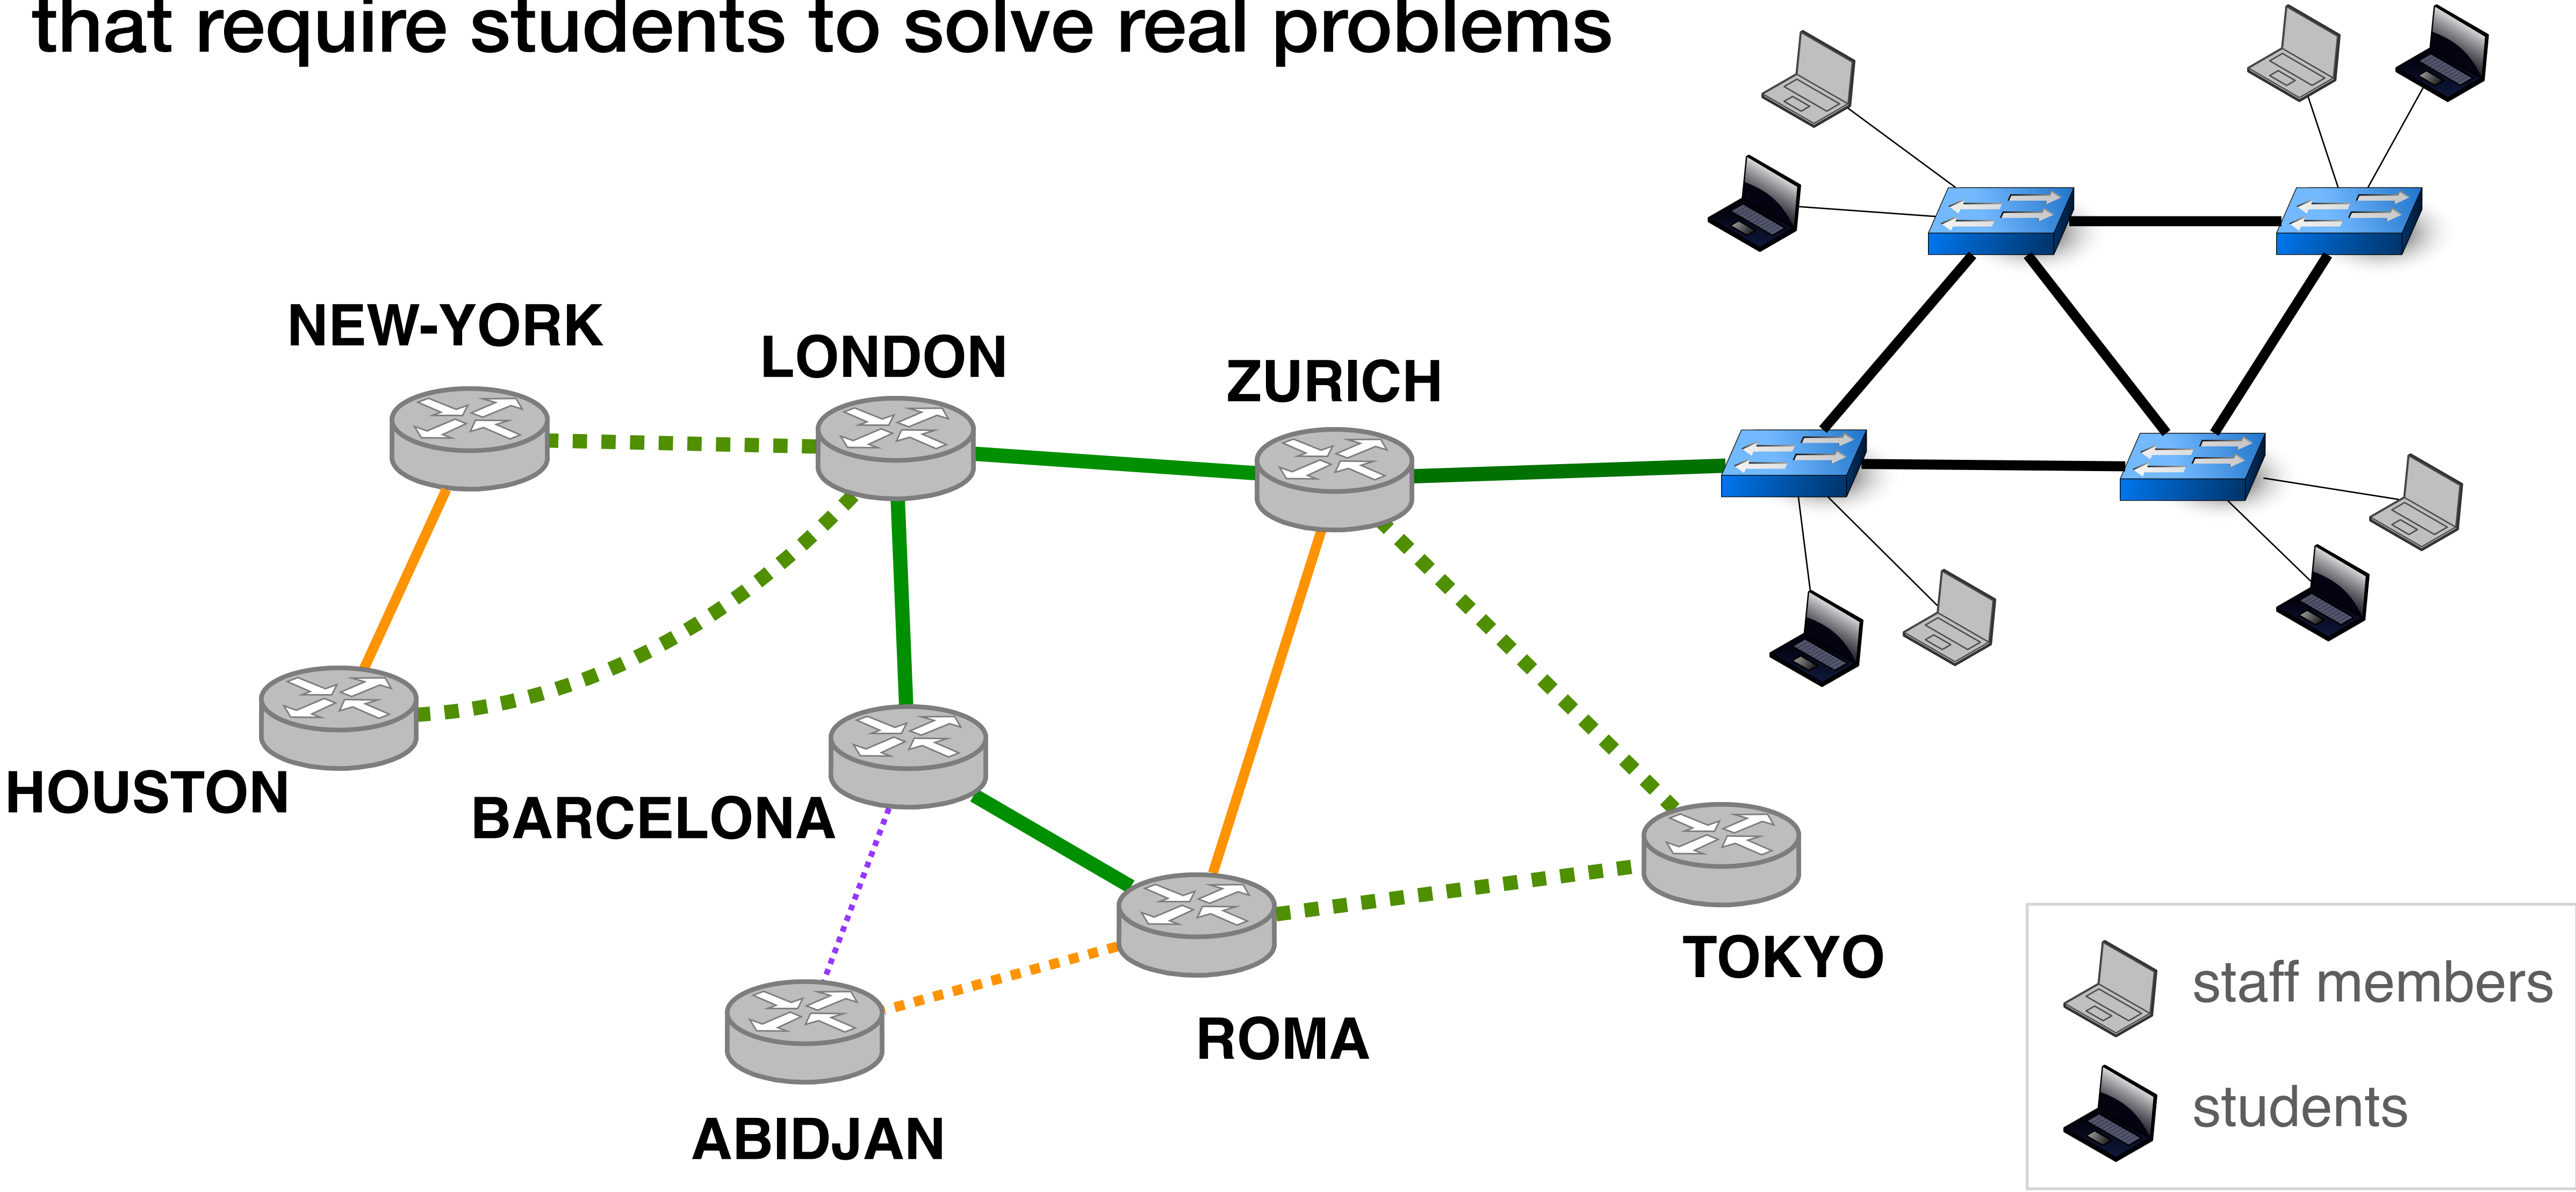 that require students to solve real problems
NEW-YORK
LONDON
ZURICH
HOUSTON
BARCELONA
TOKYO
ROMA
ABIDJAN
staff members
students